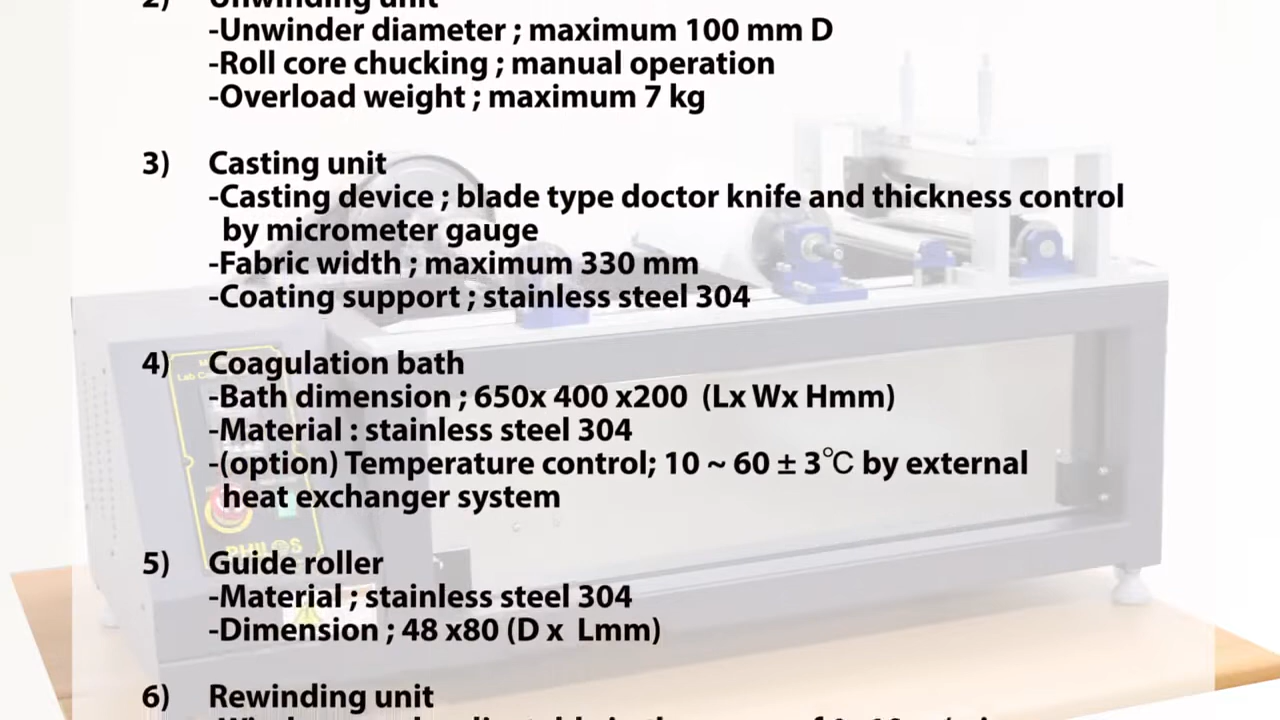 2) Unwinding unit
-Unwinder diameter ; maximum 100 mm D
-Roll core chucking ; manual operation
-Overload weight ; maximum 7 kg
3) Casting unit
-Casting device ; blade type doctor knife and thickness control
by micrometer gauge
-Fabric width ; maximum 330 mm
-Coating support ; stainless steel 304
4) Coagulation bath
-Bath dimension ; 650x 400 x200 (Lx Wx Hmm)
-Material : stainless steel 304
-(option) Temperature control; 10 ~ 60 ± 3℃ by external
heat exchanger system
5) Guide roller
-Material ; stainless steel 304
-Dimension ; 48 x80 (D x Lmm)
6) Rewinding unit
PHILOS